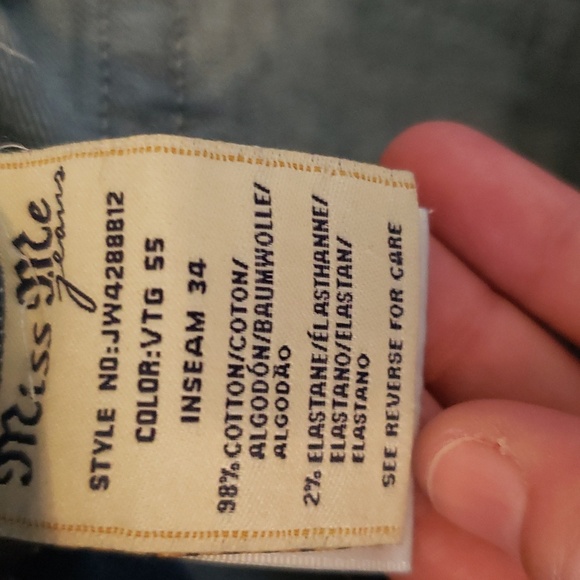 Miss Me
jeans
STYLE NO:JW4288B12
COLOR:VTG 55
INSEAM 34
98% COTTON/COTON/
ALGODÓN/BAUMWOLLE/
ALGODÃO
2% ELASTANE/ÉLASTHANNE/
ELASTANO/ELASTAN/
ELASTANO
SEE REVERSE FOR CARE